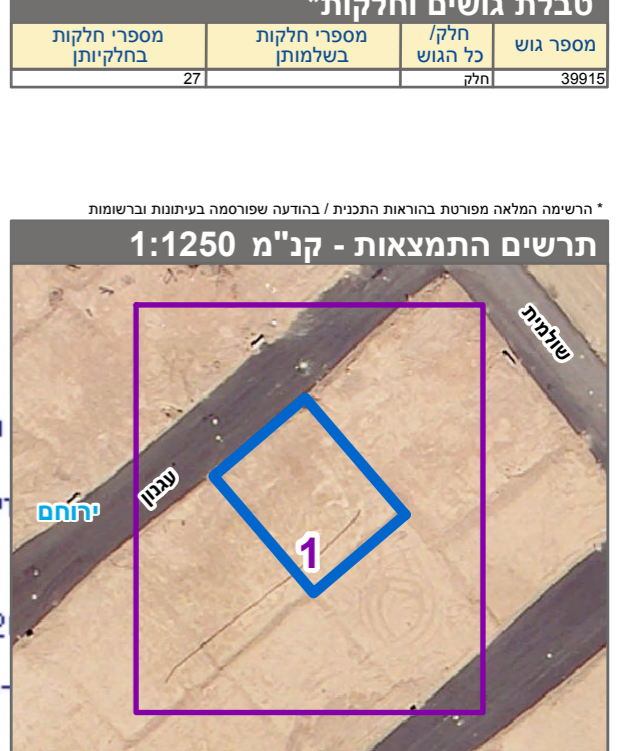 טבלת גושים וחלקות*
מספר גוש
חלק/
כל הגוש
מספרי חלקות
בשלמותן
מספרי חלקות
בחלקיותן
39915
חלק
27
* הרשימה המלאה מפורטת בהוראות התכנית / בהודעה שפורסמה בעיתונות וברשומות
תרשים התמצאות - קנ"מ 1:1250
שולמית
עגנון
ירוחם
1